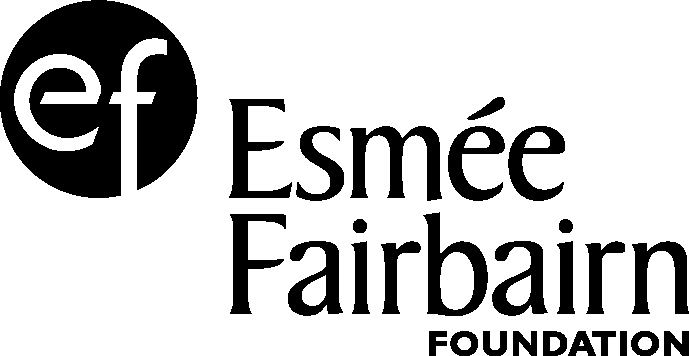 ef
Esmée
Fairbairn
FOUNDATION